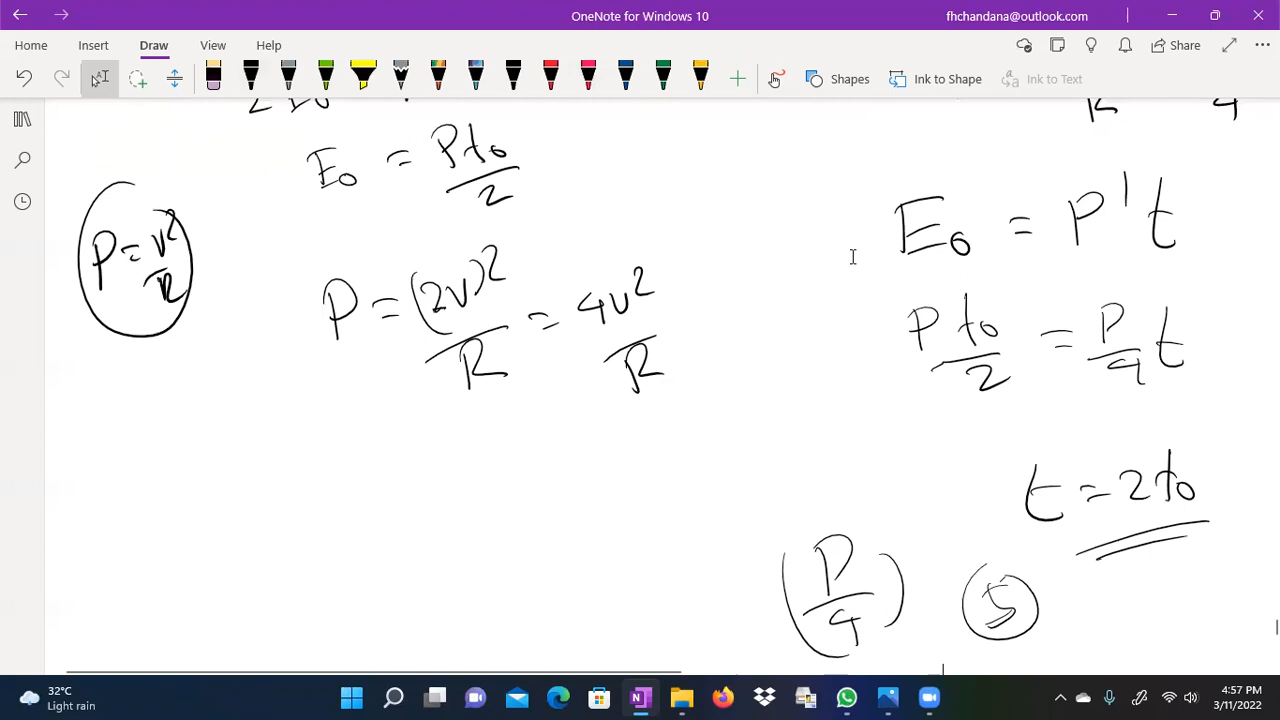 OneNote for Windows 10
fhchandana@outlook.com
Home Insert Draw View Help
Share
Shapes
Ink to Shape
Ink to Text
E₀ = Pt₀/2
P = V²/R
P = (2V)²/R = 4V²/R
E₀ = P't
P t₀/2 = P/4 t
t = 2t₀
(P/4)
5
32°C
Light rain
4:57 PM
3/11/2022